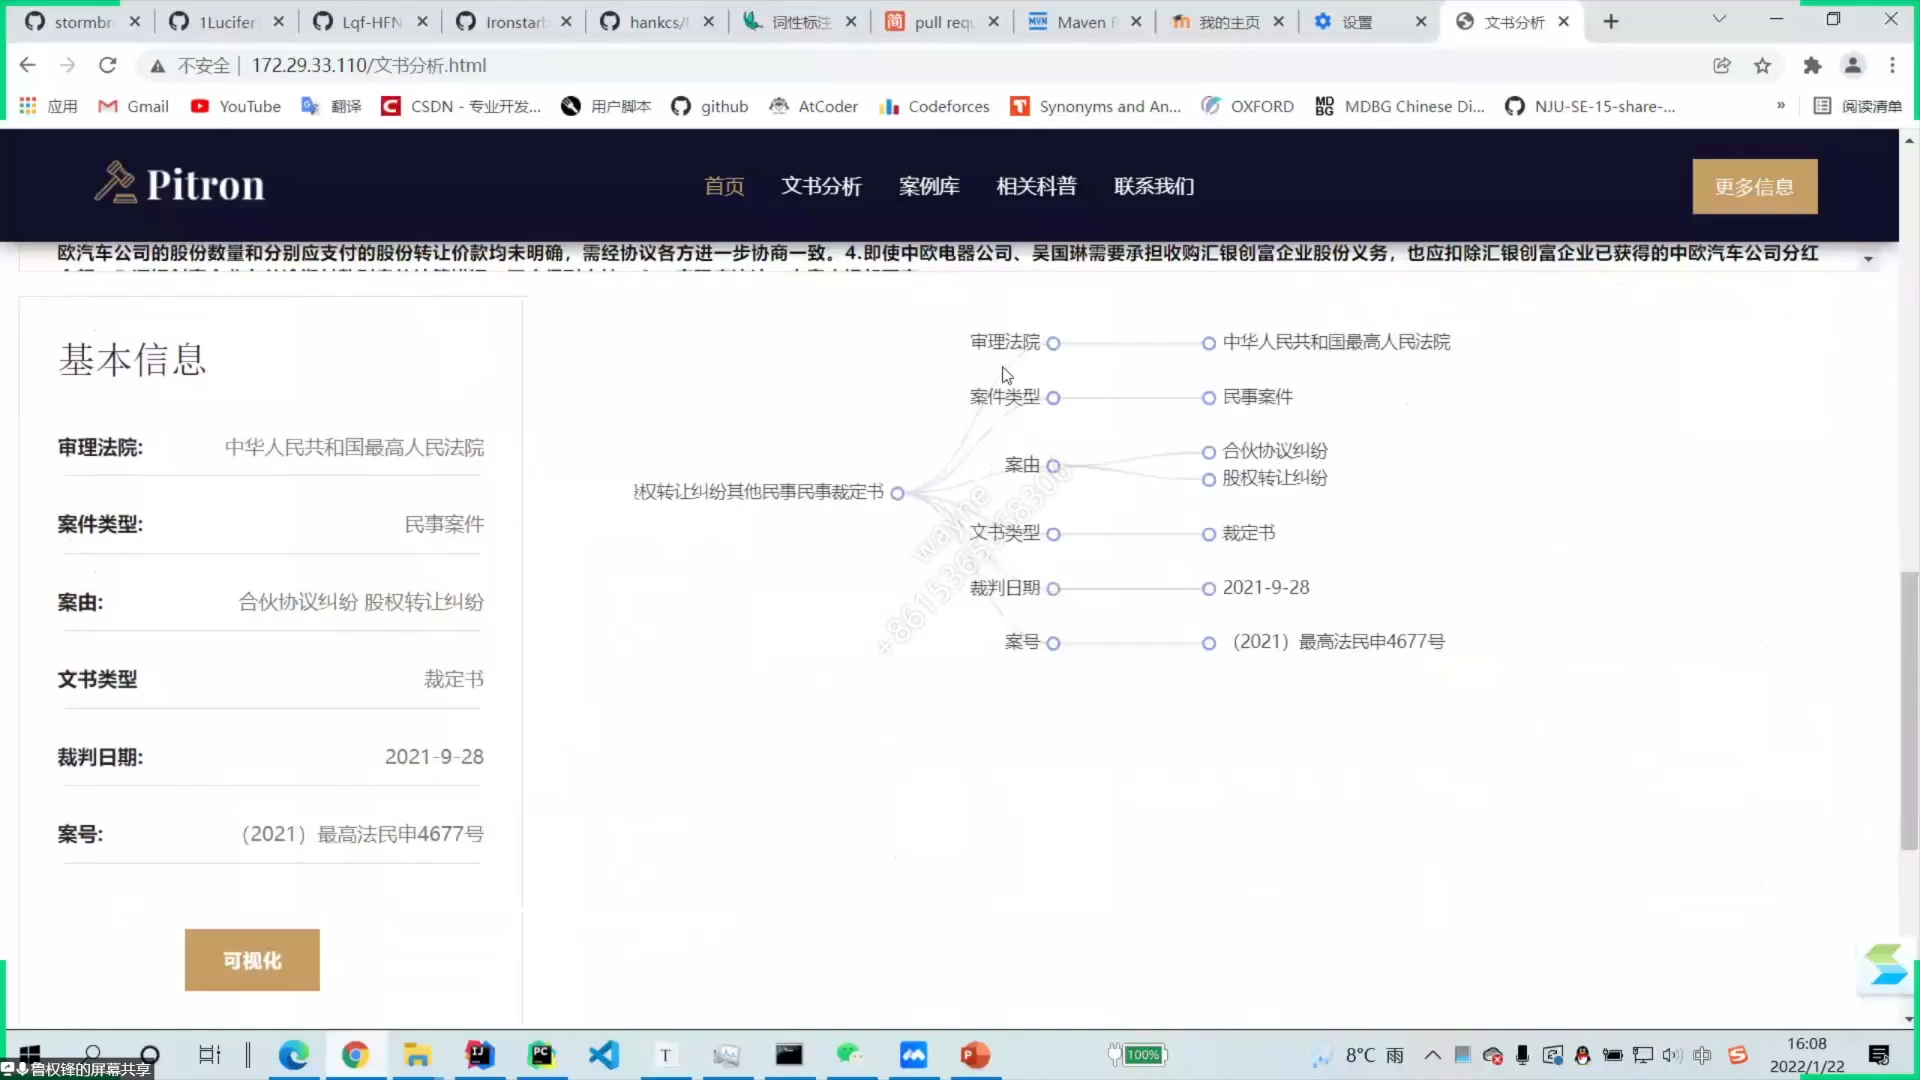 stormbr
1Lucifer
Lqf-HFN
Ironstar
hankcs/
词性标注
pull requ
Maven
我的主页
设置
文书分析
不安全
172.29.33.110/文书分析.html
应用
Gmail
YouTube
翻译
CSDN - 专业开发...
用户脚本
github
AtCoder
Codeforces
Synonyms and An...
OXFORD
MDBG Chinese Di...
NJU-SE-15-share-...
»
阅读清单
Pitron
首页
文书分析
案例库
相关科普
联系我们
更多信息
欧汽车公司的股份数量和分别应支付的股份转让价款均未明确，需经协议各方进一步协商一致。4.即使中欧电器公司、吴国琳需要承担收购汇银创富企业股份义务，也应扣除汇银创富企业已获得的中欧汽车公司分红
基本信息
审理法院: 中华人民共和国最高人民法院
案件类型: 民事案件
案由: 合伙协议纠纷 股权转让纠纷
文书类型 裁定书
裁判日期: 2021-9-28
案号: （2021）最高法民申4677号
可视化
审理法院 中华人民共和国最高人民法院
案件类型 民事案件
案由 合伙协议纠纷
股权转让纠纷
权转让纠纷其他民事民事裁定书
文书类型 裁定书
裁判日期 2021-9-28
案号 （2021）最高法民申4677号
wayhe
鲁权锋的屏幕共享
100%
8°C 雨
中
16:08
2022/1/22